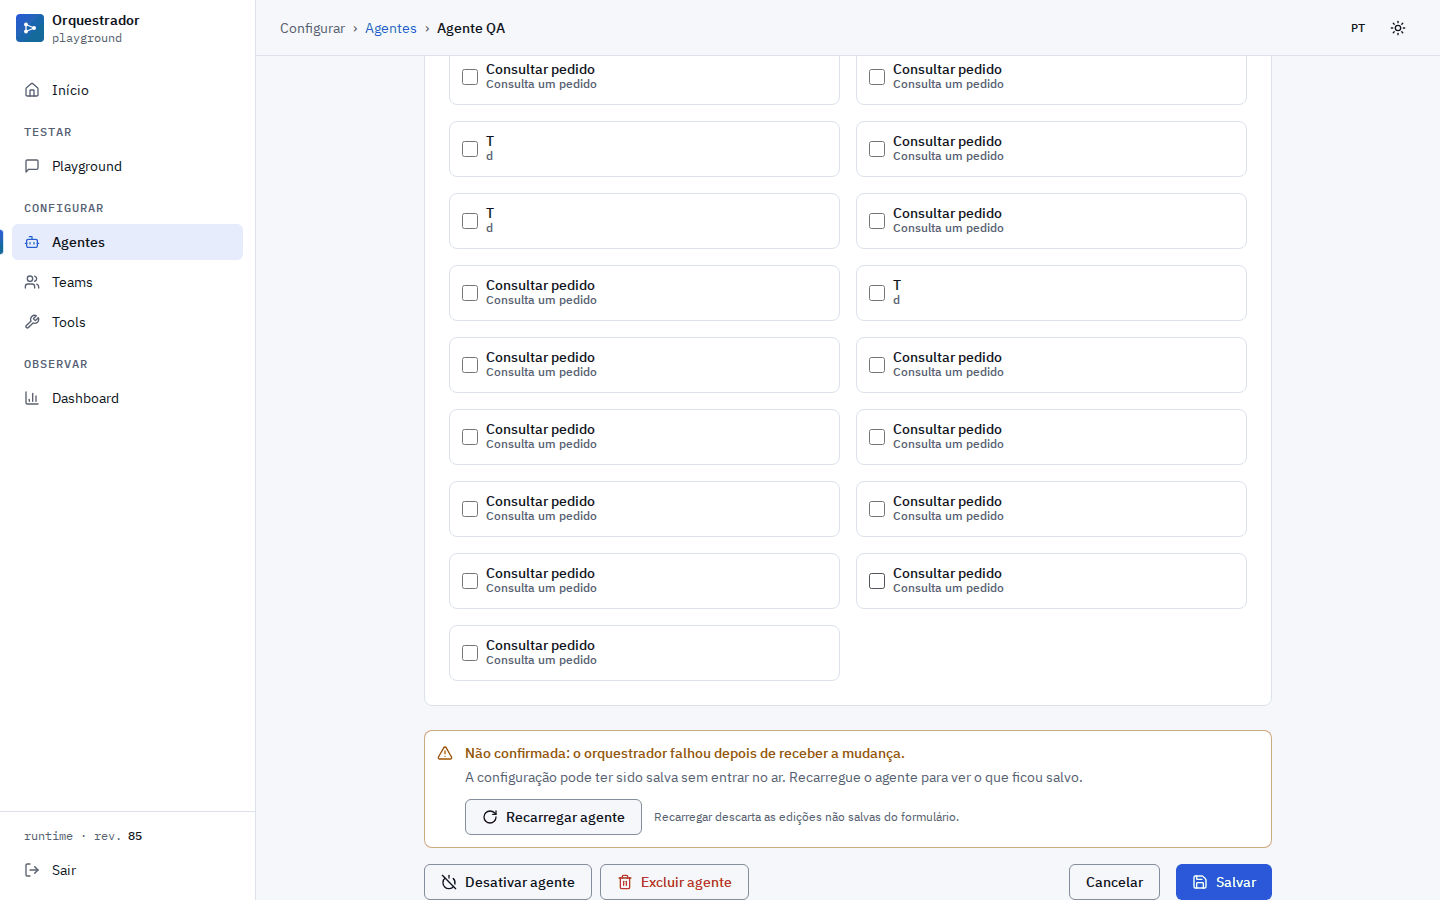 Orquestrador
playground
Início
TESTAR
Playground
CONFIGURAR
Agentes
Teams
Tools
OBSERVAR
Dashboard
runtime · rev. 85
Sair
Configurar › Agentes › Agente QA
PT
Consultar pedido
Consulta um pedido
Consultar pedido
Consulta um pedido
T
d
Consultar pedido
Consulta um pedido
T
d
Consultar pedido
Consulta um pedido
Consultar pedido
Consulta um pedido
T
d
Consultar pedido
Consulta um pedido
Consultar pedido
Consulta um pedido
Consultar pedido
Consulta um pedido
Consultar pedido
Consulta um pedido
Consultar pedido
Consulta um pedido
Consultar pedido
Consulta um pedido
Consultar pedido
Consulta um pedido
Consultar pedido
Consulta um pedido
Consultar pedido
Consulta um pedido
Não confirmada: o orquestrador falhou depois de receber a mudança.
A configuração pode ter sido salva sem entrar no ar. Recarregue o agente para ver o que ficou salvo.
Recarregar agente
Recarregar descarta as edições não salvas do formulário.
Desativar agente
Excluir agente
Cancelar
Salvar